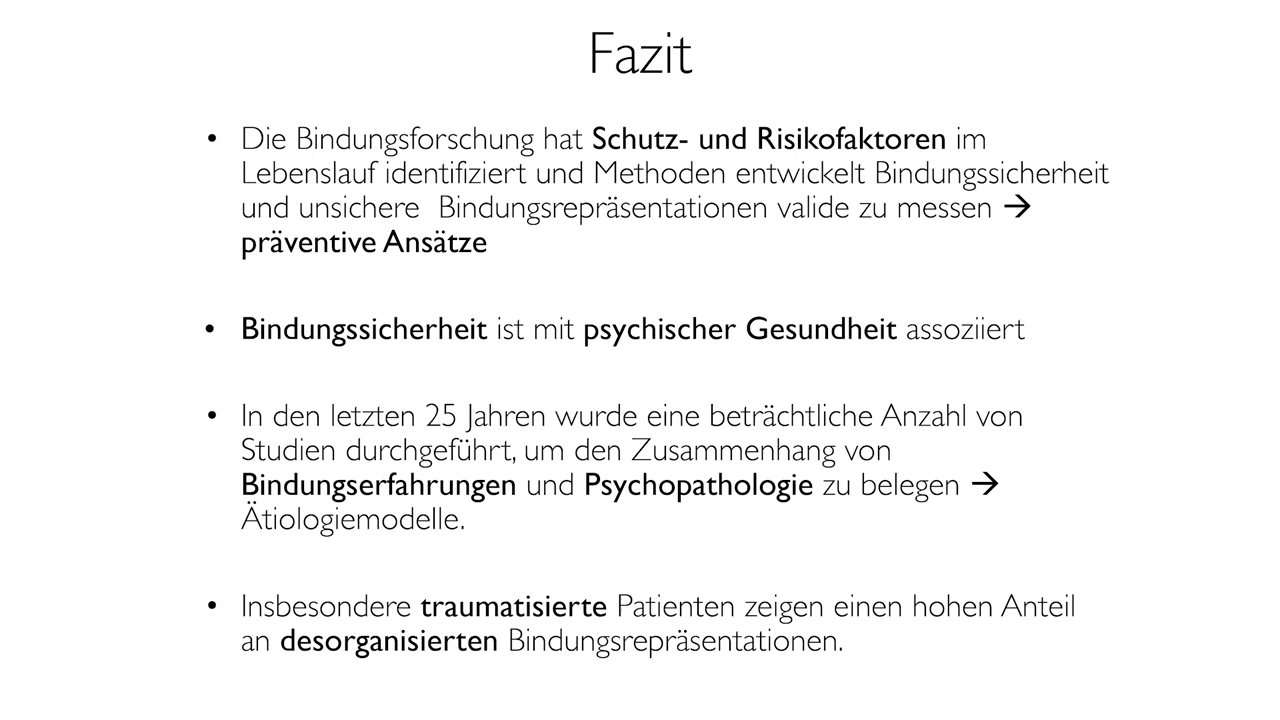 Fazit
• Die Bindungsforschung hat Schutz- und Risikofaktoren im
Lebenslauf identifiziert und Methoden entwickelt Bindungssicherheit
und unsichere  Bindungsrepräsentationen valide zu messen →
präventive Ansätze
• Bindungssicherheit ist mit psychischer Gesundheit assoziiert
• In den letzten 25 Jahren wurde eine beträchtliche Anzahl von
Studien durchgeführt, um den Zusammenhang von
Bindungserfahrungen und Psychopathologie zu belegen →
Ätiologiemodelle.
• Insbesondere traumatisierte Patienten zeigen einen hohen Anteil
an desorganisierten Bindungsrepräsentationen.